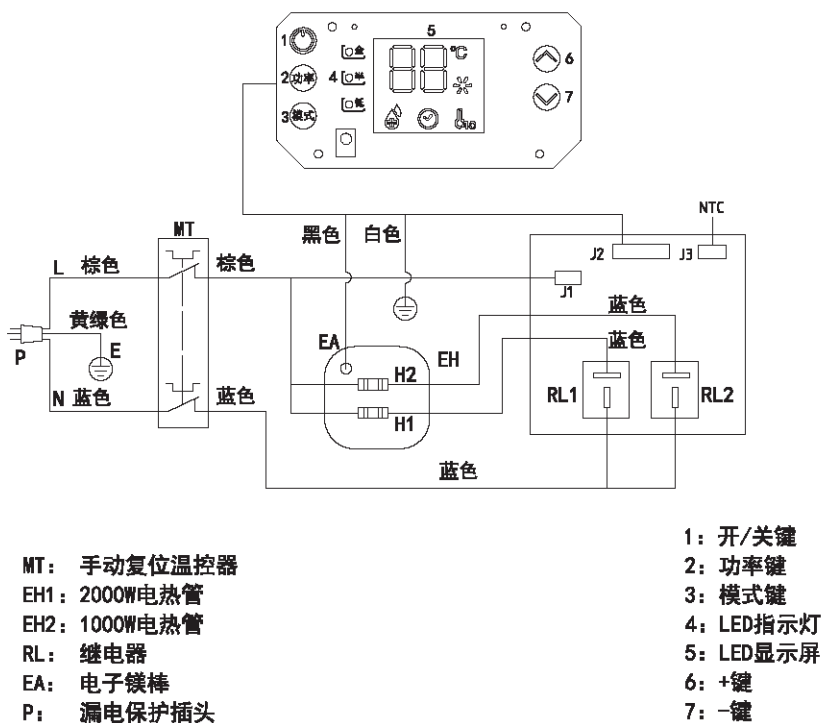 5
1
2 功率
3 模式
4
全
半
低
88 ℃
10
6
7
NTC
MT
黑色 白色
J2
J3
L 棕色
棕色
J1
黄绿色
蓝色
P
E
EA
EH
蓝色
H2
RL1
RL2
N 蓝色
蓝色
H1
蓝色
MT： 手动复位温控器
EH1：2000W电热管
EH2：1000W电热管
RL： 继电器
EA： 电子镁棒
P： 漏电保护插头
1：开/关键
2：功率键
3：模式键
4：LED指示灯
5：LED显示屏
6：+键
7：-键